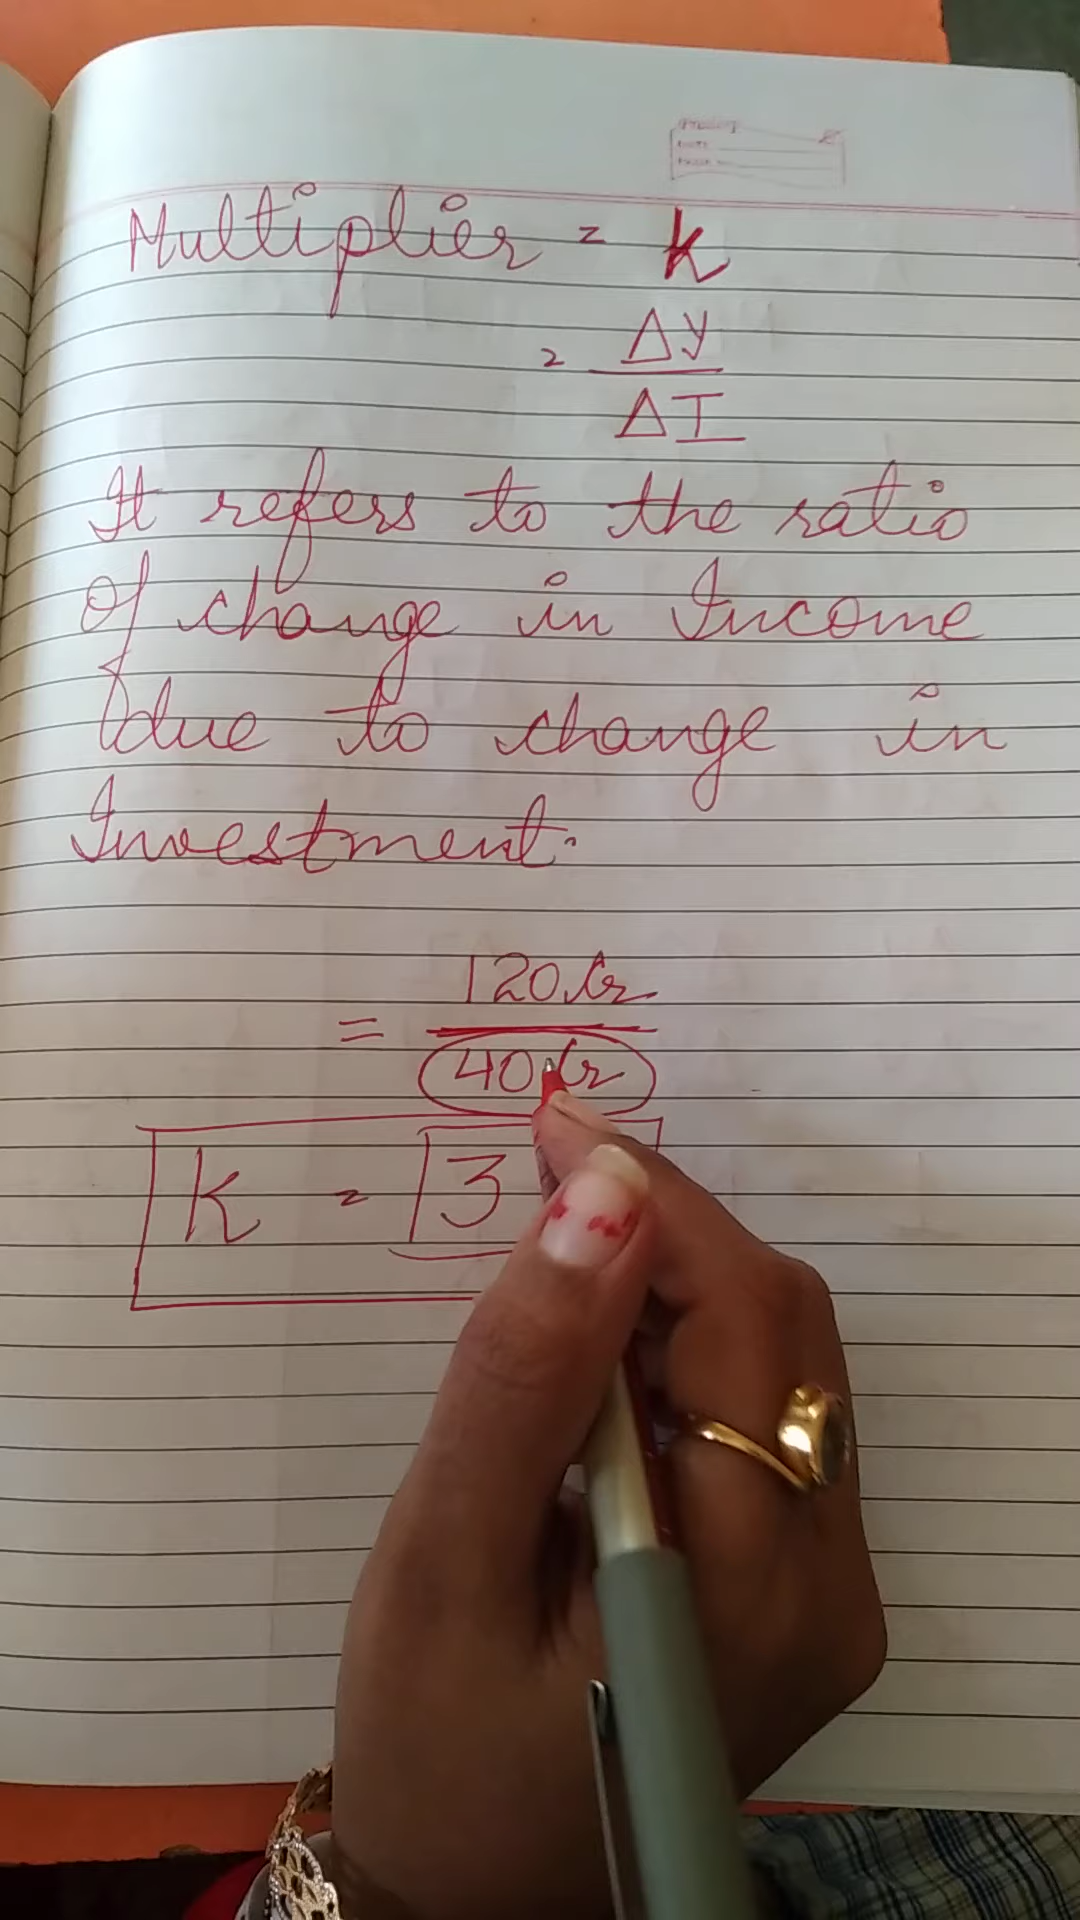 Multiplier = k
= ΔY
ΔI
It refers to the ratio
of change in Income
due to change in
Investment.
= 120 Cr
40 Cr
k = 3